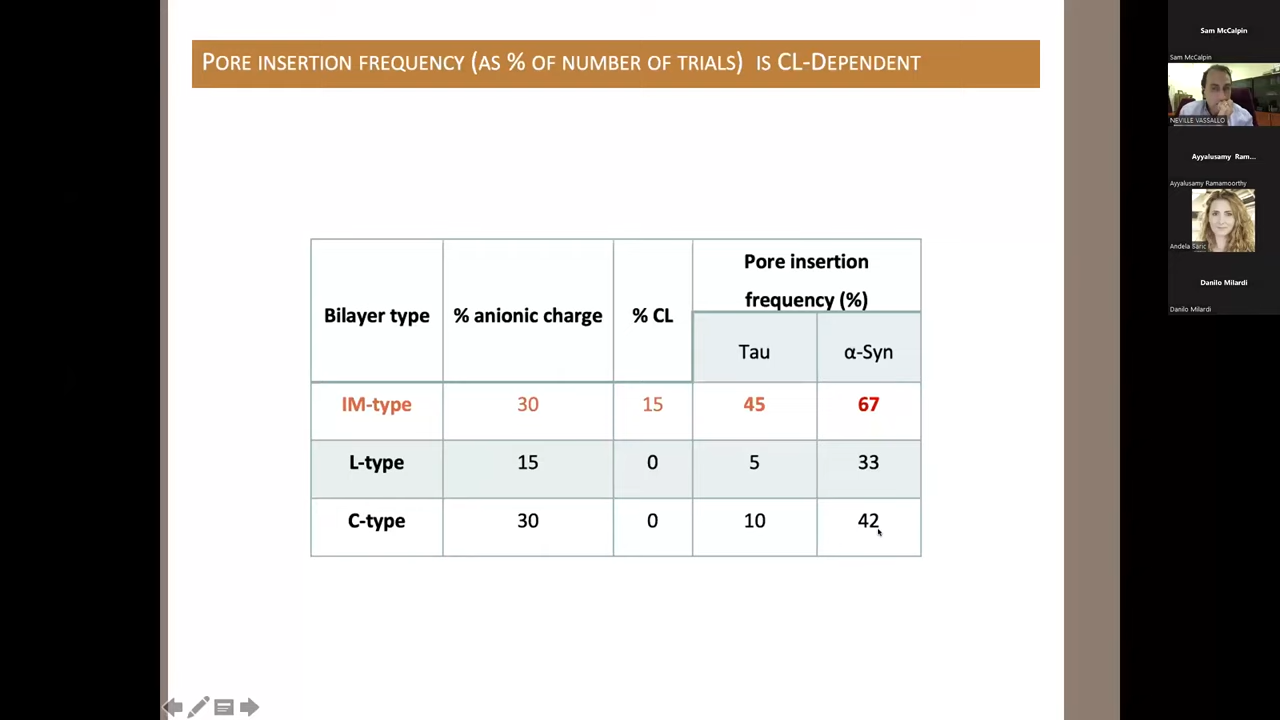 PORE INSERTION FREQUENCY (AS % OF NUMBER OF TRIALS) IS CL-DEPENDENT
Bilayer type
% anionic charge
% CL
Pore insertion
frequency (%)
Tau
α-Syn
IM-type 30 15 45 67
L-type 15 0 5 33
C-type 30 0 10 42
Sam McCalpin
Sam McCalpin
NEVILLE VASSALLO
Ayyalusamy Ram...
Ayyalusamy Ramamoorthy
Andela Saric
Danilo Milardi
Danilo Milardi